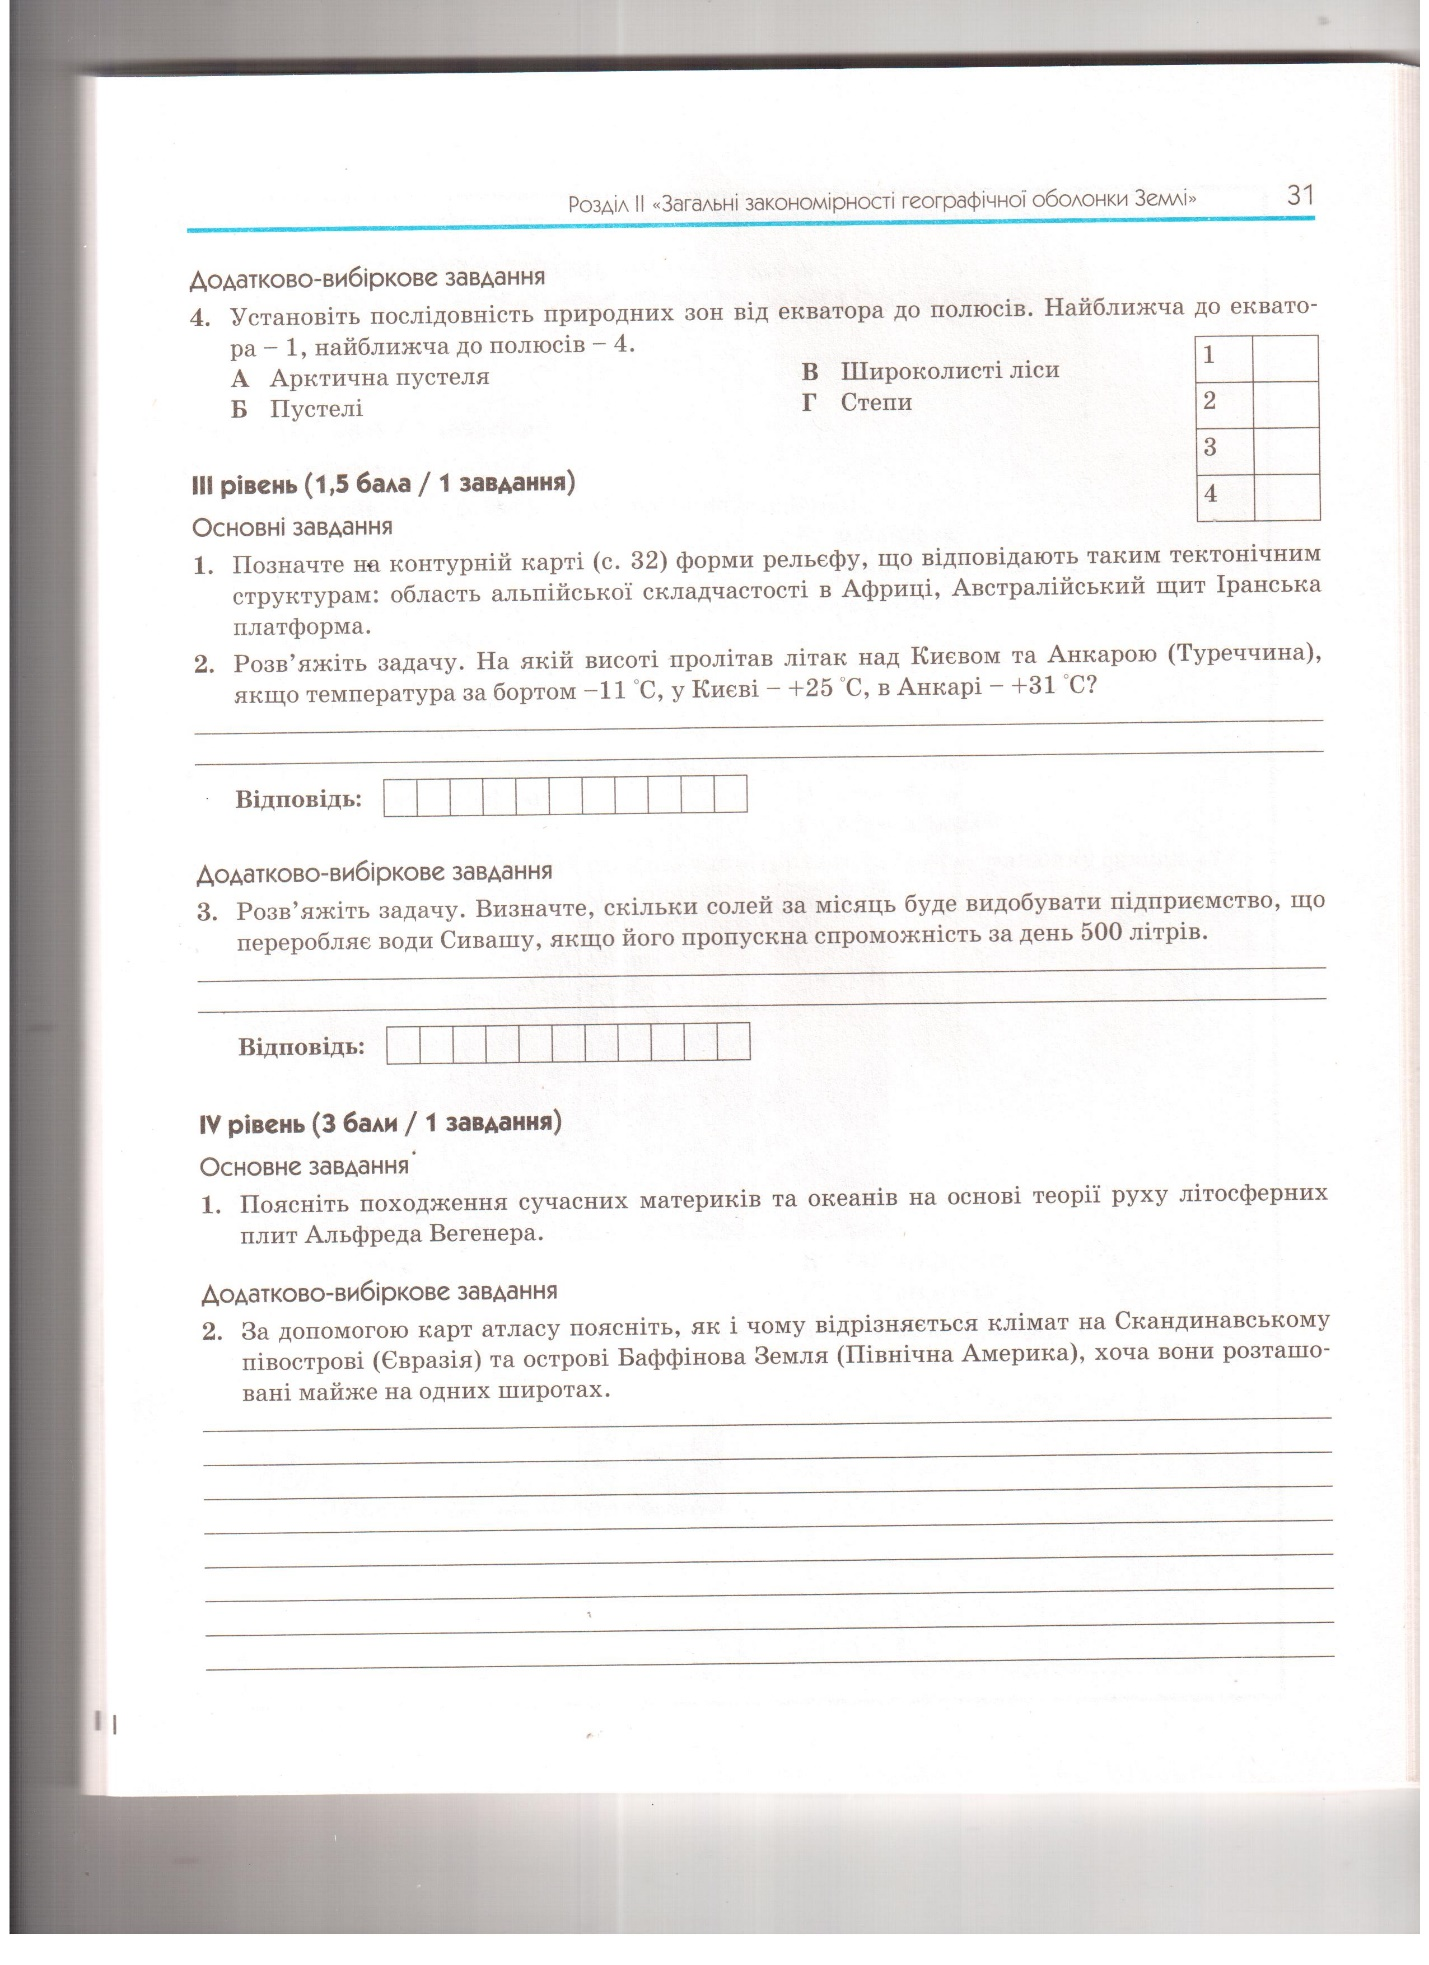 Розділ II «Загальні закономірності географічної оболонки Землі» 31
Додатково-вибіркове завдання
4. Установіть послідовність природних зон від екватора до полюсів. Найближча до еквато-
ра – 1, найближча до полюсів – 4.
А Арктична пустеля
Б Пустелі
В Широколисті ліси
Г Степи
1
2
3
4
III рівень (1,5 бала / 1 завдання)
Основні завдання
1. Позначте на контурній карті (с. 32) форми рельєфу, що відповідають таким тектонічним
структурам: область альпійської складчастості в Африці, Австралійський щит Іранська
платформа.
2. Розв’яжіть задачу. На якій висоті пролітав літак над Києвом та Анкарою (Туреччина),
якщо температура за бортом –11 °С, у Києві – +25 °С, в Анкарі – +31 °С?
Відповідь:
Додатково-вибіркове завдання
3. Розв’яжіть задачу. Визначте, скільки солей за місяць буде видобувати підприємство, що
переробляє води Сивашу, якщо його пропускна спроможність за день 500 літрів.
Відповідь:
IV рівень (3 бали / 1 завдання)
Основне завдання
1. Поясніть походження сучасних материків та океанів на основі теорії руху літосферних
плит Альфреда Вегенера.
Додатково-вибіркове завдання
2. За допомогою карт атласу поясніть, як і чому відрізняється клімат на Скандинавському
півострові (Євразія) та острові Баффінова Земля (Північна Америка), хоча вони розташо-
вані майже на одних широтах.